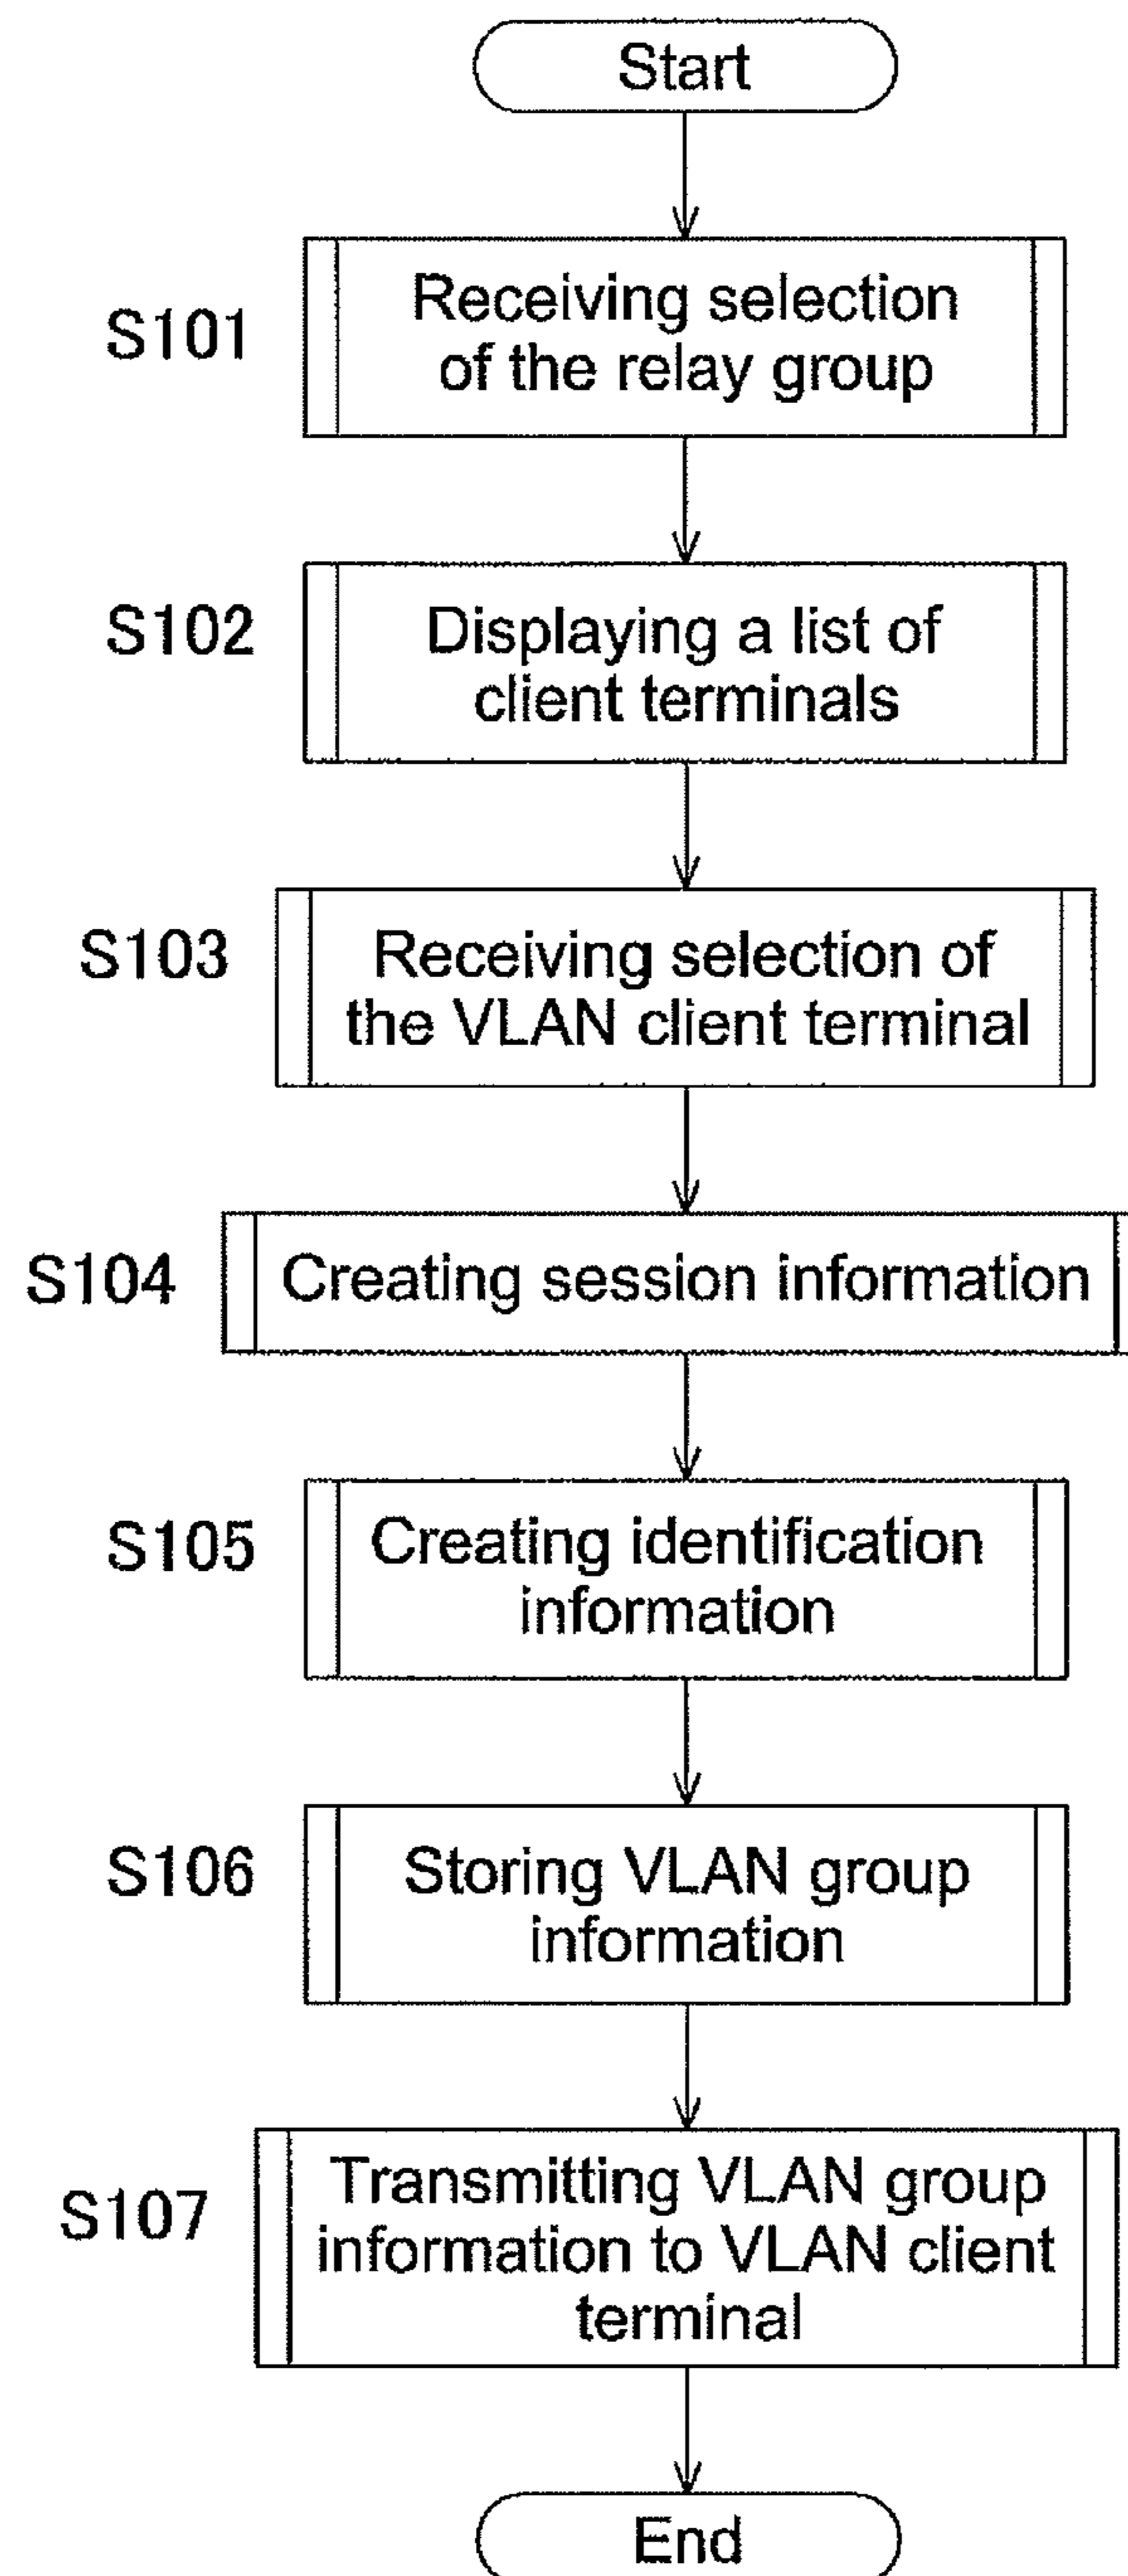 Start
S101
Receiving selection
of the relay group
S102
Displaying a list of
client terminals
S103
Receiving selection of
the VLAN client terminal
S104
Creating session information
S105
Creating identification
information
S106
Storing VLAN group
information
S107
Transmitting VLAN group
information to VLAN client
terminal
End